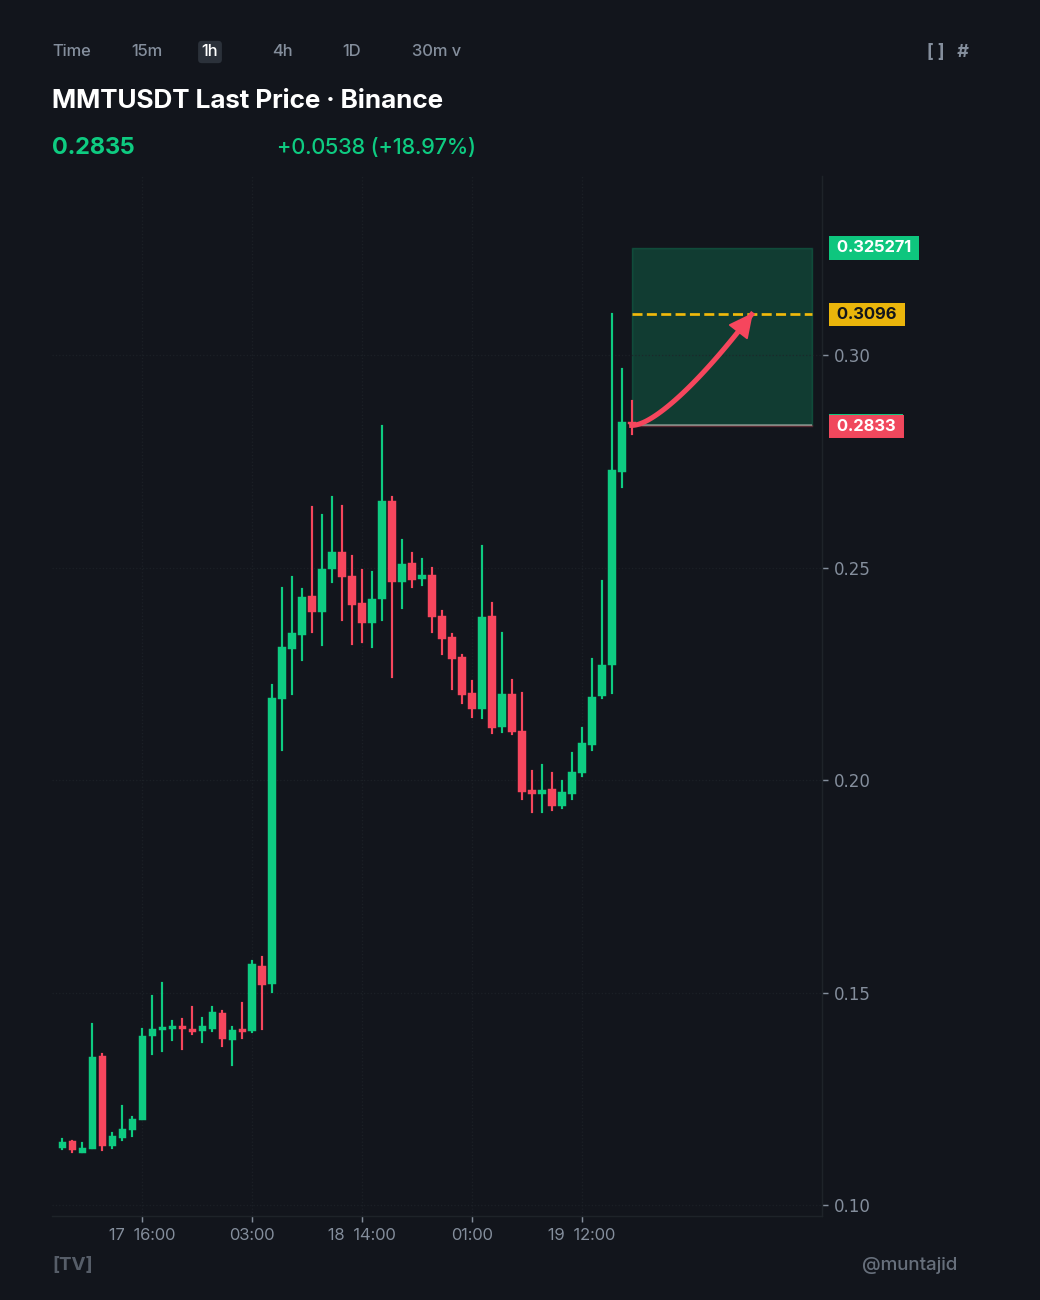 Time 15m 1h 4h 1D 30m v [ ] #
MMTUSDT Last Price · Binance
0.2835 +0.0538 (+18.97%)
0.325271
0.3096
0.30
0.2833
0.25
0.20
0.15
0.10
17 16:00 03:00 18 14:00 01:00 19 12:00
[TV] @muntajid